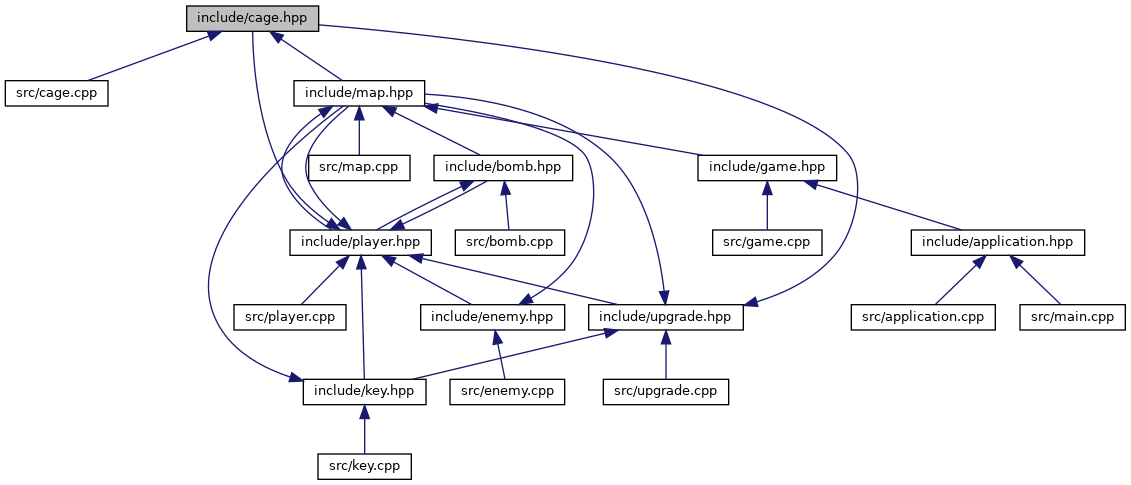 include/cage.hpp
src/cage.cpp
include/map.hpp
src/map.cpp
include/bomb.hpp
include/game.hpp
include/player.hpp
src/bomb.cpp
src/game.cpp
include/application.hpp
src/player.cpp
include/enemy.hpp
include/upgrade.hpp
src/application.cpp
src/main.cpp
include/key.hpp
src/enemy.cpp
src/upgrade.cpp
src/key.cpp